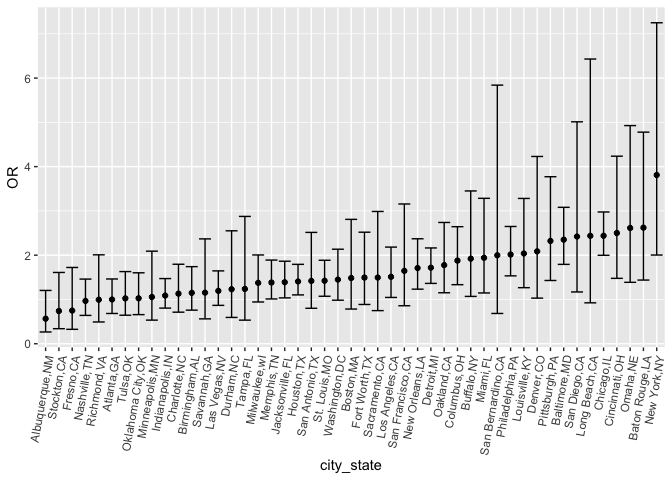 6
4
2
0
OR
Albuquerque,NM
Stockton,CA
Fresno,CA
Nashville,TN
Richmond,VA
Atlanta,GA
Tulsa,OK
Oklahoma City,OK
Minneapolis,MN
Indianapolis,IN
Charlotte,NC
Birmingham,AL
Savannah,GA
Las Vegas,NV
Durham,NC
Tampa,FL
Milwaukee,wI
Memphis,TN
Jacksonville,FL
Houston,TX
San Antonio,TX
St. Louis,MO
Washington,DC
Boston,MA
Fort Worth,TX
Sacramento,CA
Los Angeles,CA
San Francisco,CA
New Orleans,LA
Detroit,MI
Oakland,CA
Columbus,OH
Buffalo,NY
Miami,FL
San Bernardino,CA
Philadelphia,PA
Louisville,KY
Denver,CO
Pittsburgh,PA
Baltimore,MD
San Diego,CA
Long Beach,CA
Chicago,IL
Cincinnati,OH
Omaha,NE
Baton Rouge,LA
New York,NY
city_state